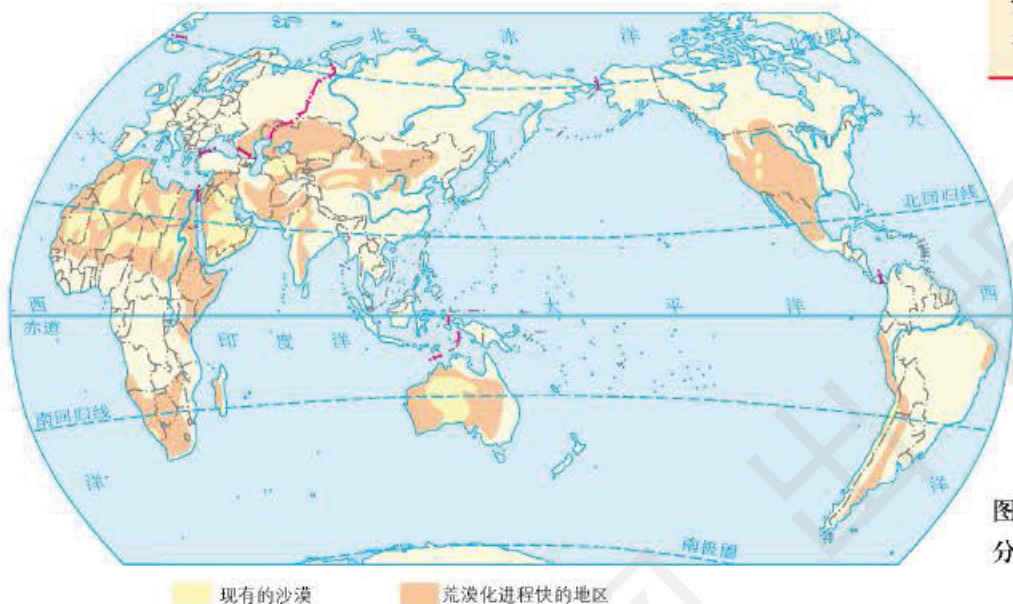 北 冰 洋
北极圈
大
大
北回归线
西
太 平 洋
西
赤道
印 度 洋
南回归线
洋
洋
南极圈
图
分
现有的沙漠
荒漠化进程快的地区